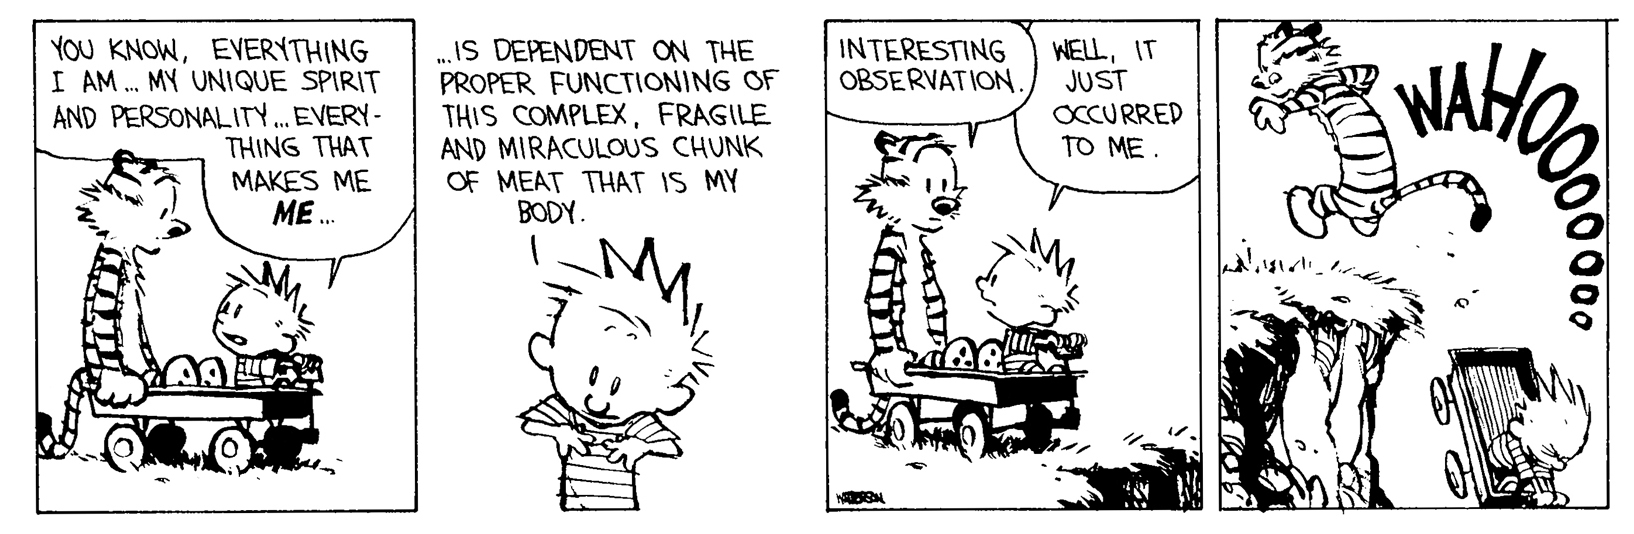 YOU KNOW, EVERYTHING
I AM... MY UNIQUE SPIRIT
AND PERSONALITY...EVERY-
THING THAT
MAKES ME
ME...
...IS DEPENDENT ON THE
PROPER FUNCTIONING OF
THIS COMPLEX, FRAGILE
AND MIRACULOUS CHUNK
OF MEAT THAT IS MY
BODY.
INTERESTING
OBSERVATION.
WELL, IT
JUST
OCCURRED
TO ME.
WATTERSON
WAHOOOOOOOO